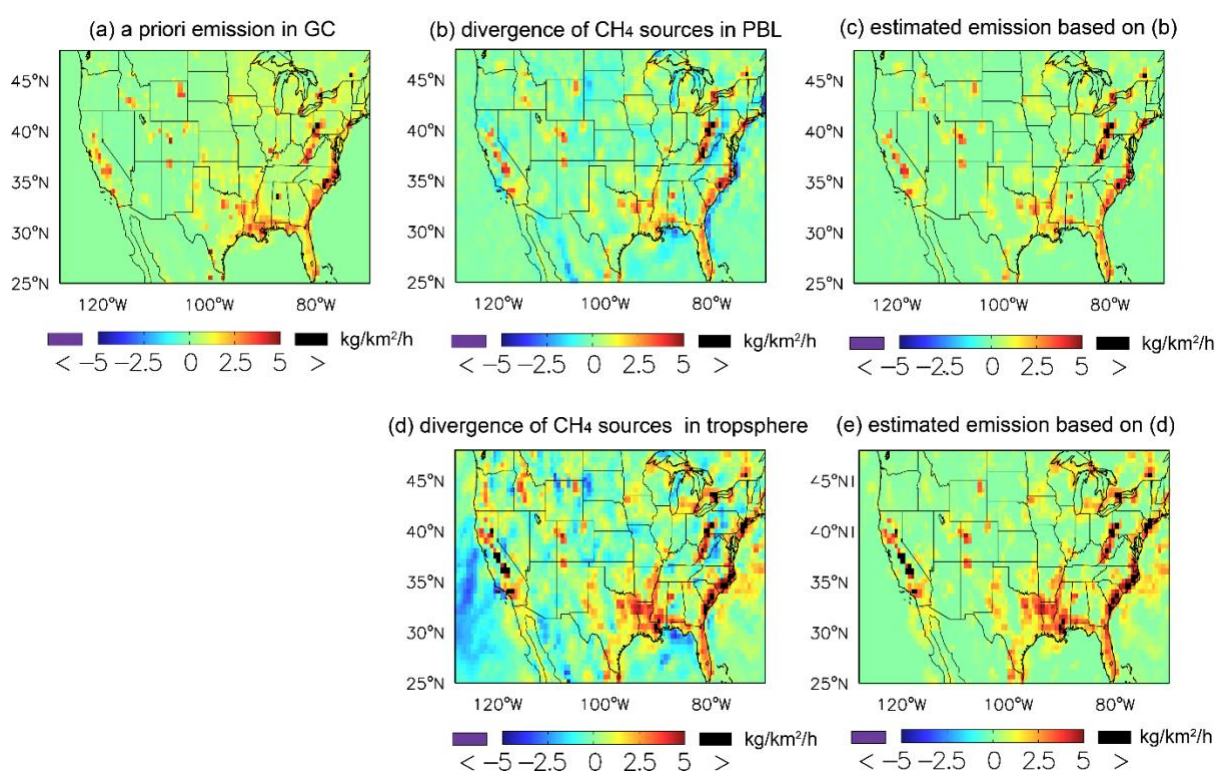 (a) a priori emission in GC
(b) divergence of CH₄ sources in PBL
(c) estimated emission based on (b)
45°N
40°N
35°N
30°N
25°N
120°W 100°W 80°W
45°N
40°N
35°N
30°N
25°N
120°W 100°W 80°W
45°N
40°N
35°N
30°N
25°N
120°W 100°W 80°W
kg/km²/h
< −5 −2.5 0 2.5 5 >
kg/km²/h
< −5 −2.5 0 2.5 5 >
kg/km²/h
< −5 −2.5 0 2.5 5 >
(d) divergence of CH₄ sources in tropsphere
(e) estimated emission based on (d)
45°N
40°N
35°N
30°N
25°N
120°W 100°W 80°W
45°N
40°N
35°N
30°N
25°N
120°W 100°W 80°W
kg/km²/h
< −5 −2.5 0 2.5 5 >
kg/km²/h
< −5 −2.5 0 2.5 5 >